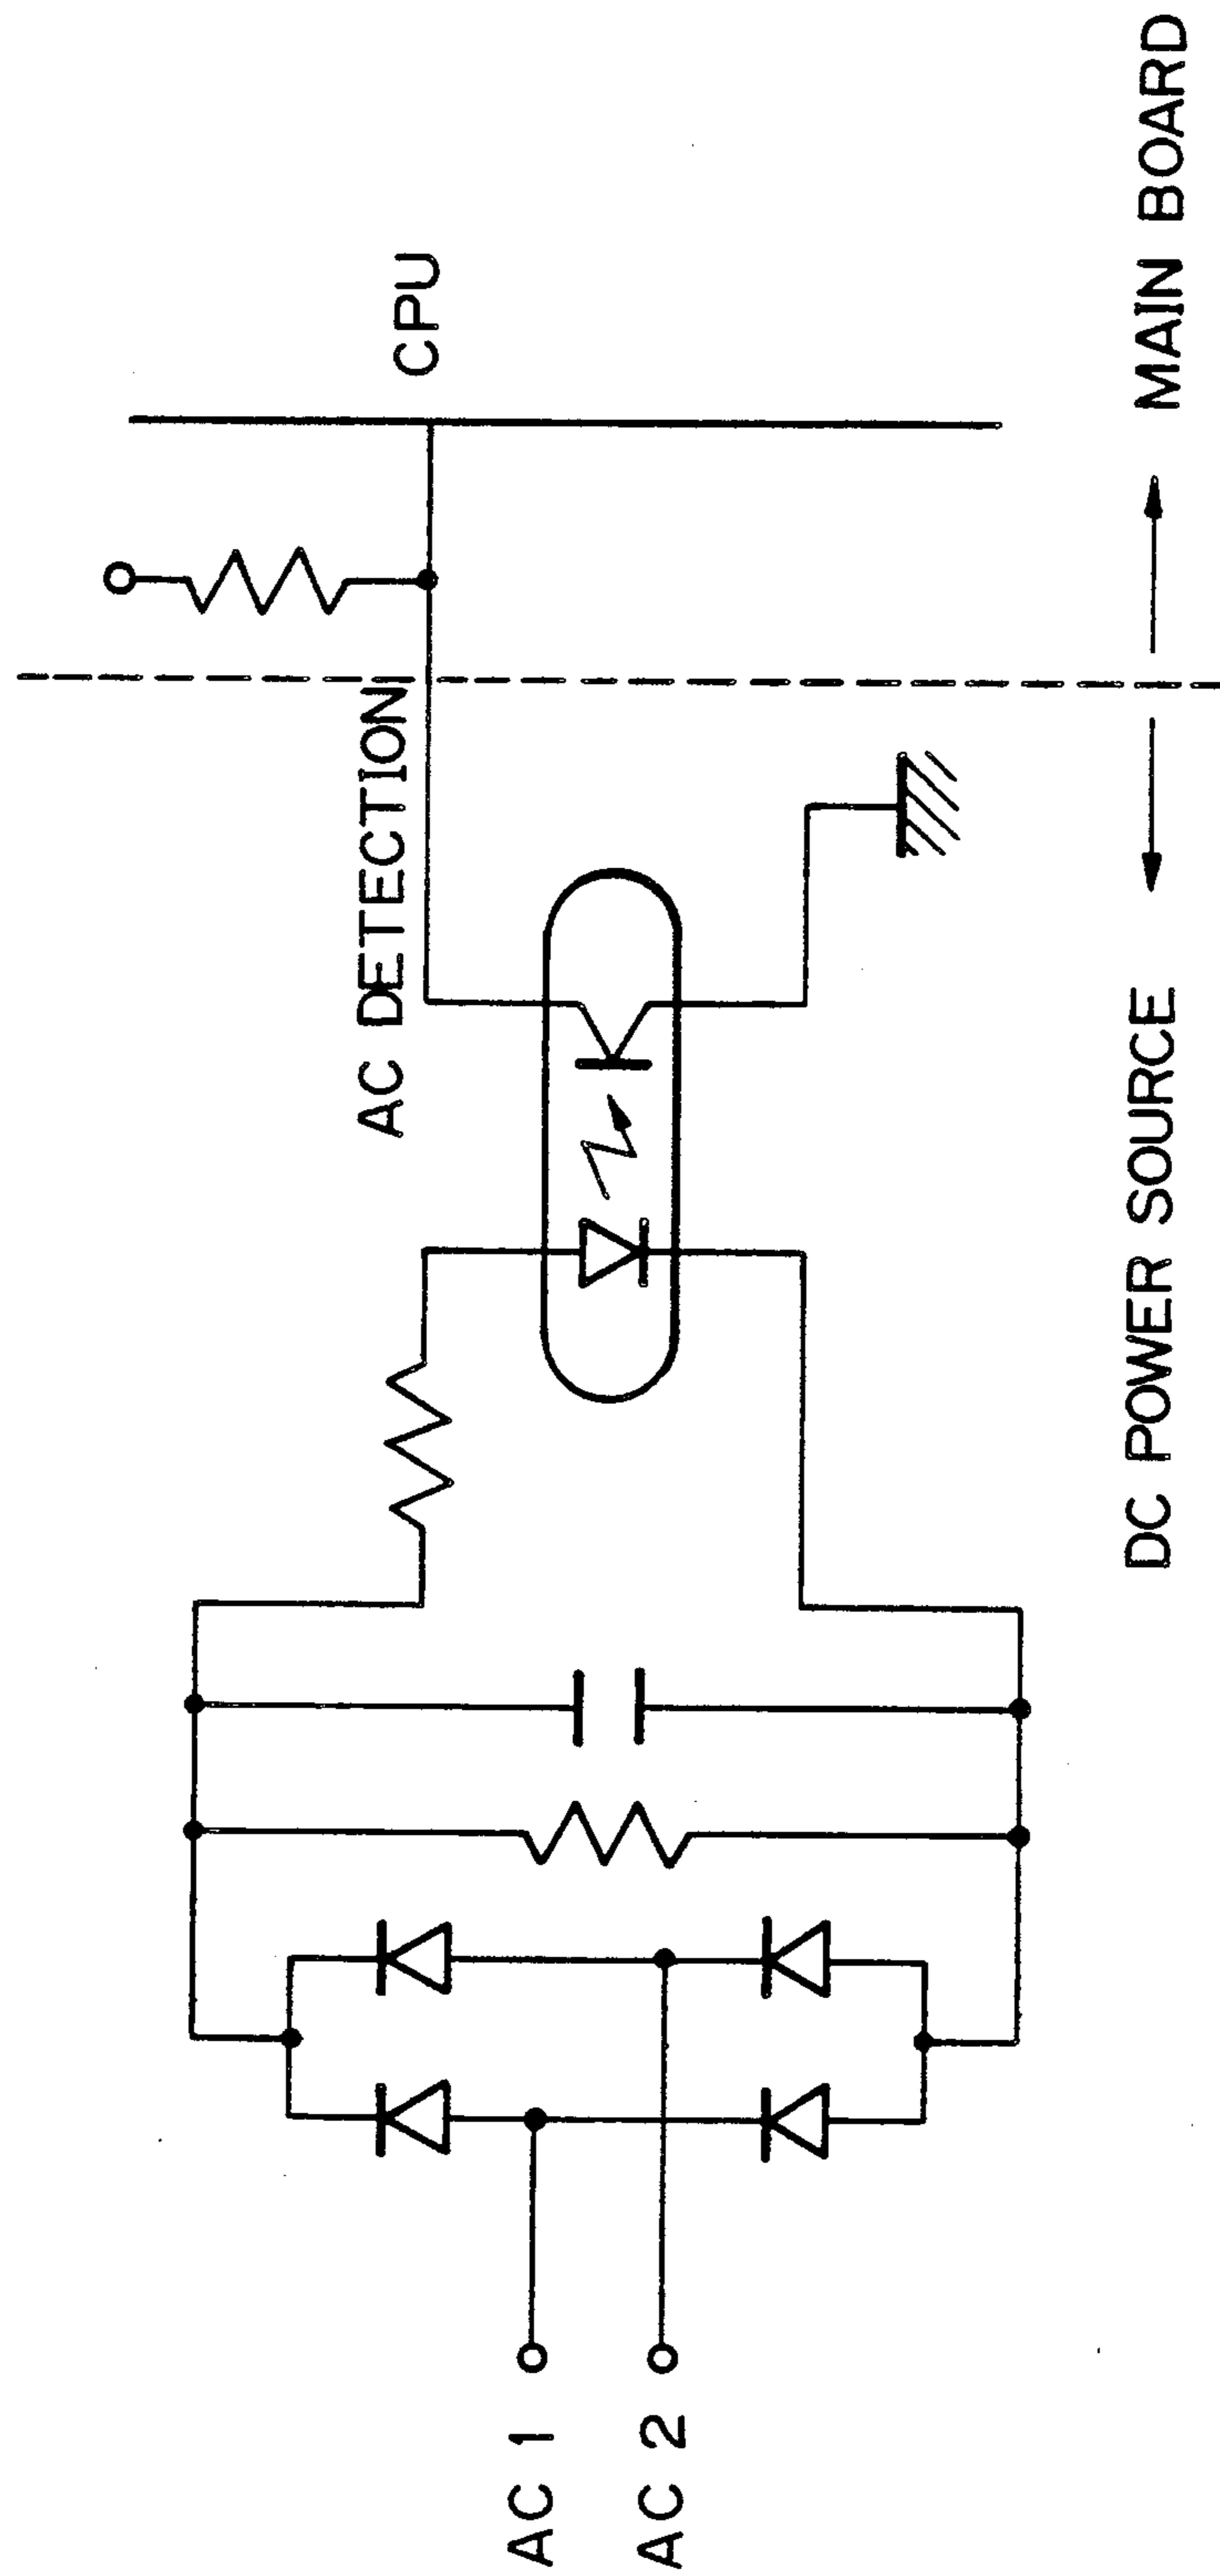 AC 1
AC 2
AC DETECTION
CPU
DC POWER SOURCE
MAIN BOARD